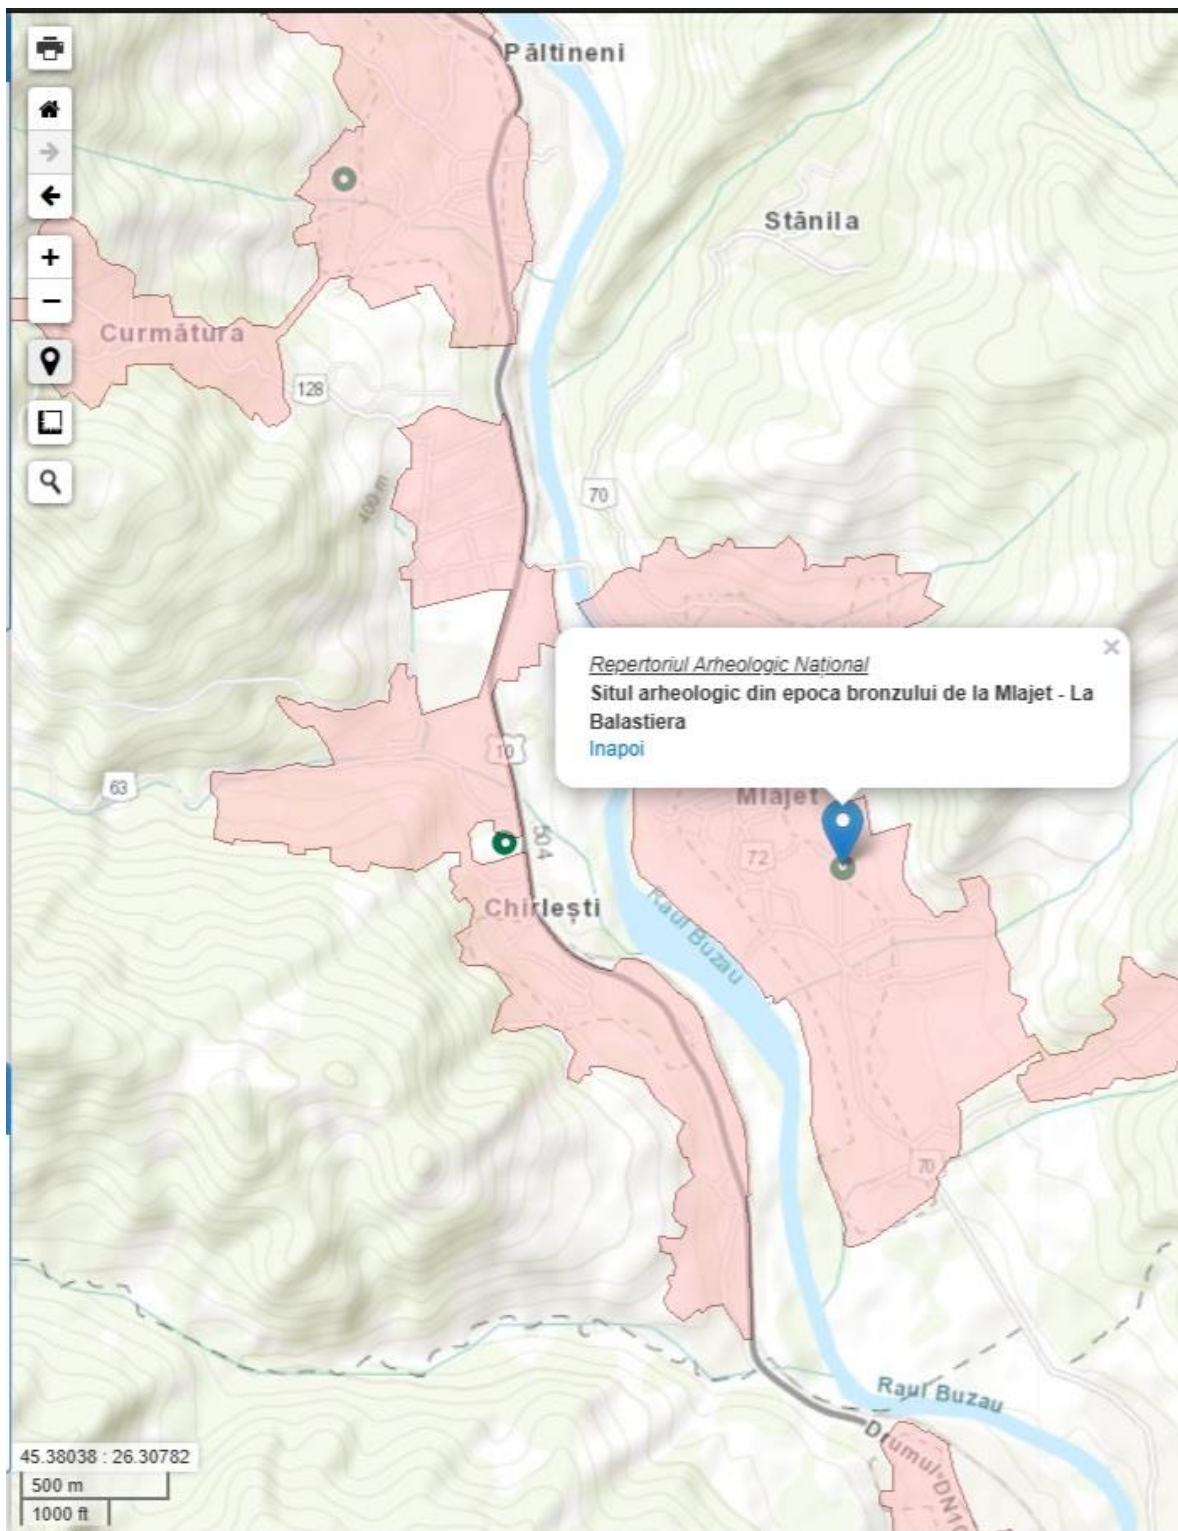 Păltineni
Stănila
Curmătura
128
400 m
70
Repertoriul Arheologic Național
Situl arheologic din epoca bronzului de la Mlajet - La
Balastiera
Inapoi
10
63
Mlajet
504
72
Chirlești
Raul Buzau
70
Raul Buzau
45.38038 : 26.30782
500 m
1000 ft
Drumul DN10